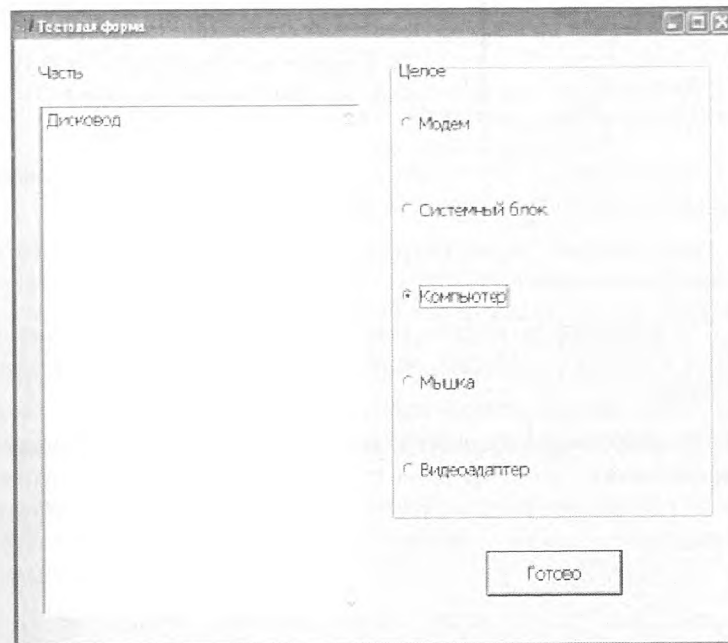 Тестовая форма
Часть
Дисковод
Целое
Модем
Системный блок
Компьютер
Мышка
Видеоадаптер
Готово